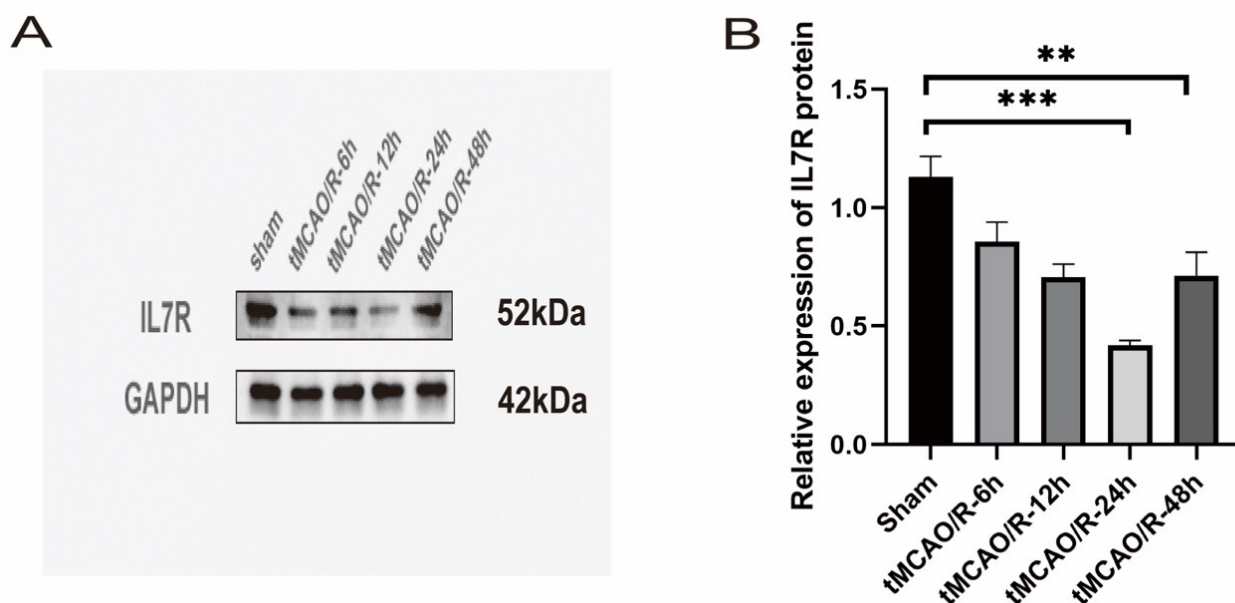 A
sham
tMCAO/R-6h
tMCAO/R-12h
tMCAO/R-24h
tMCAO/R-48h
IL7R
52kDa
GAPDH
42kDa
B
Relative expression of IL7R protein
**
***
1.5
1.0
0.5
0.0
Sham
tMCAO/R-6h
tMCAO/R-12h
tMCAO/R-24h
tMCAO/R-48h